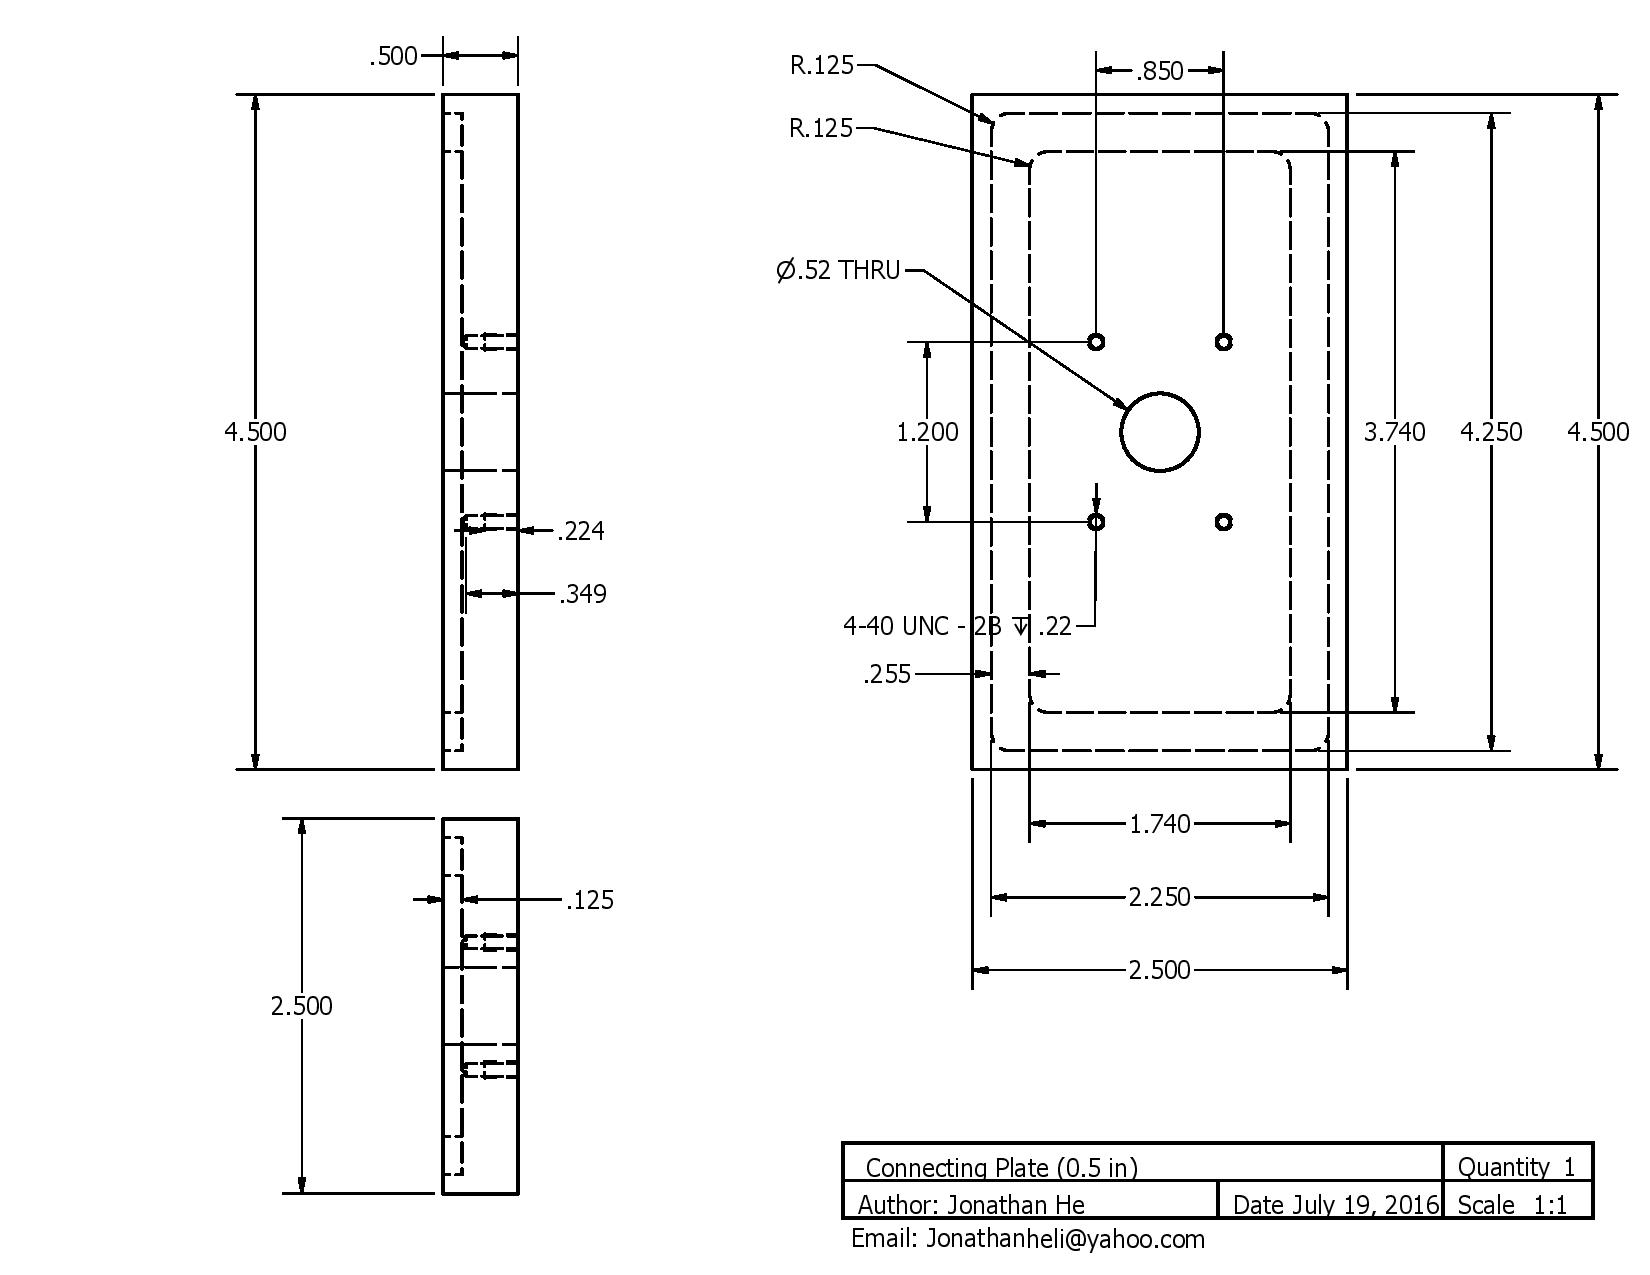 .500
R.125
.850
R.125
Ø.52 THRU
4.500
1.200
3.740
4.250
4.500
.224
.349
4-40 UNC - 2B ↧ .22
.255
1.740
.125
2.250
2.500
2.500
Connecting Plate (0.5 in)
Quantity 1
Author: Jonathan He
Date July 19, 2016
Scale 1:1
Email: Jonathanheli@yahoo.com